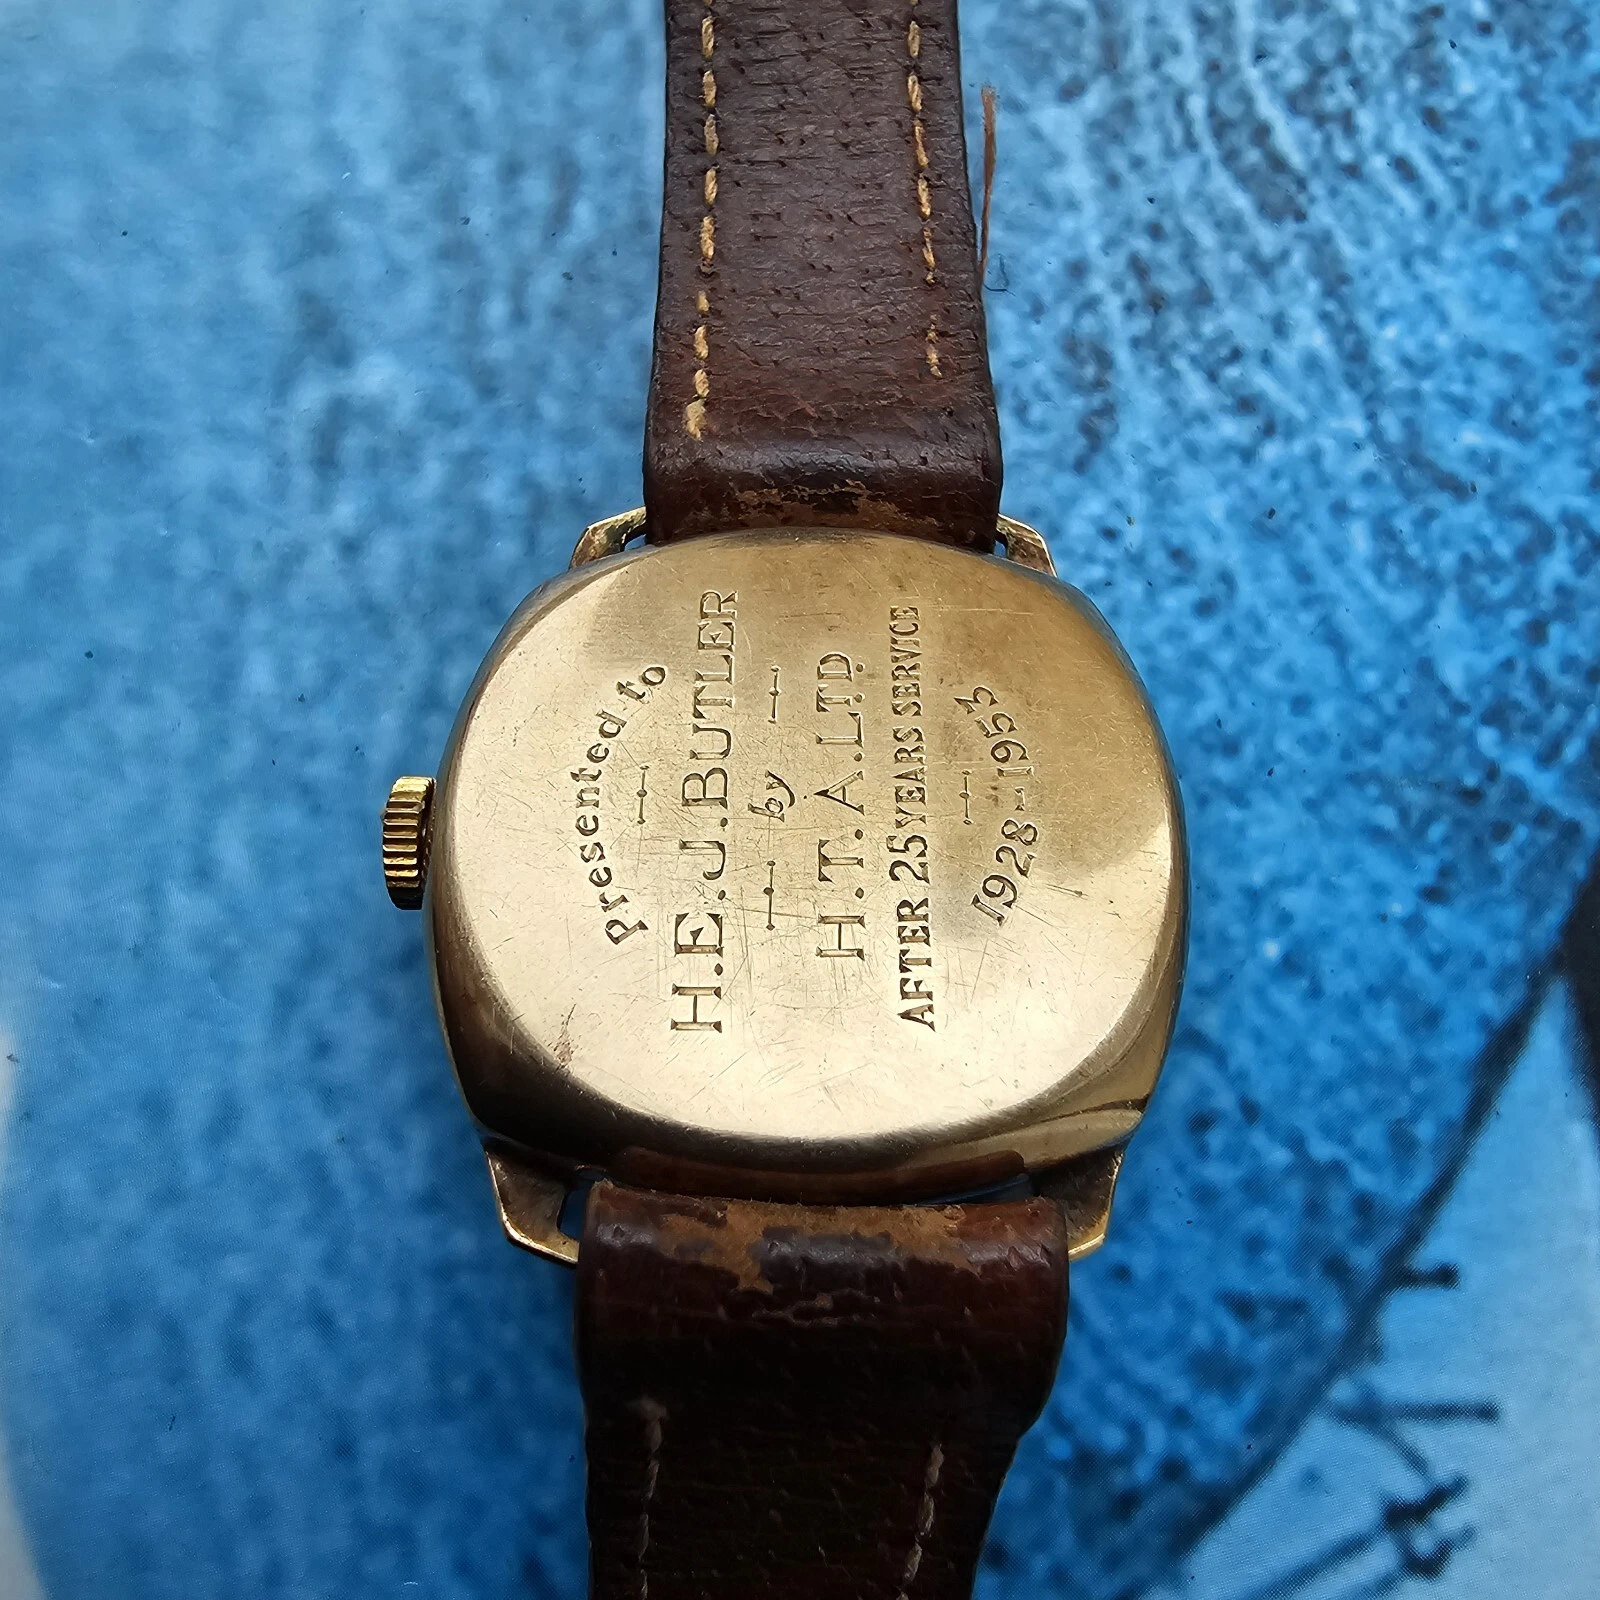 presented to
H.E.J.BUTLER
by
H.T.A.LTD.
AFTER 25 YEARS SERVICE
1928-1953